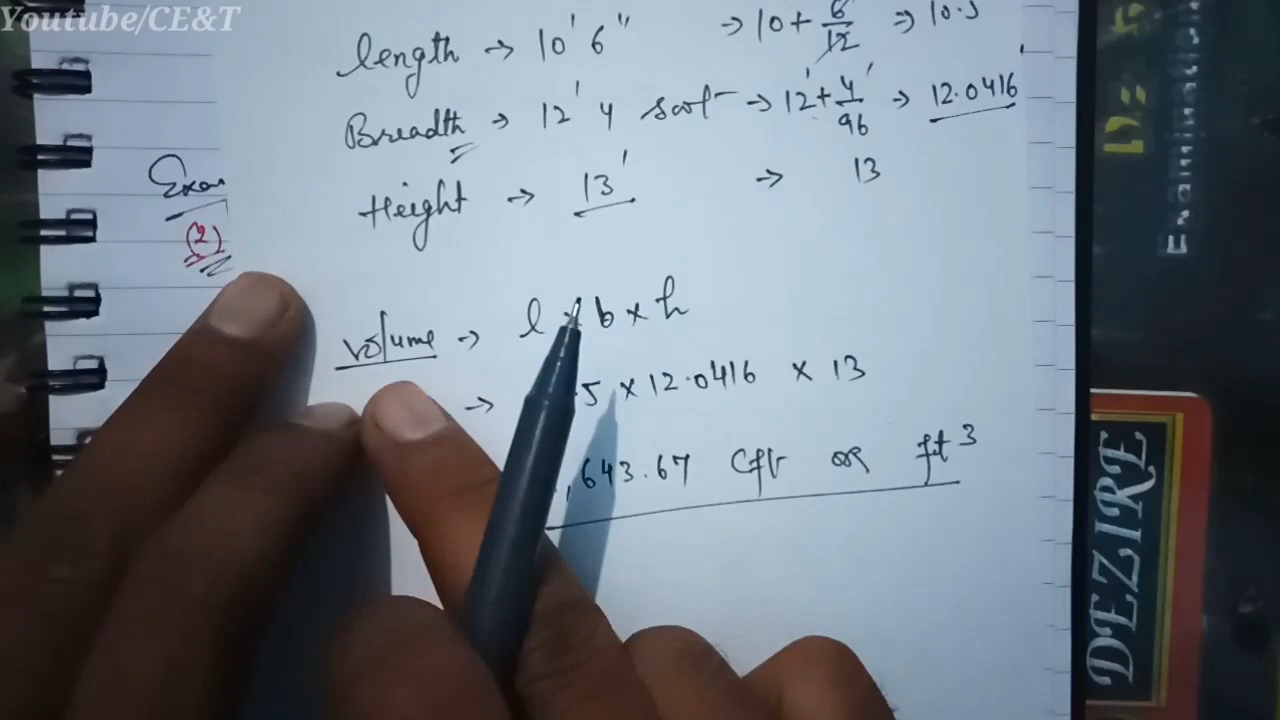 Youtube/CE&T
length → 10' 6" → 10 + 6/12 ⇒ 10.5
Breadth → 12' 4 soot → 12' + 4/96' → 12.0416'
Height → 13' → 13
Exam
(2)
volume → l × b × h
→ .5 × 12.0416 × 13
,643.67 Cft OR ft³
DEZIRE